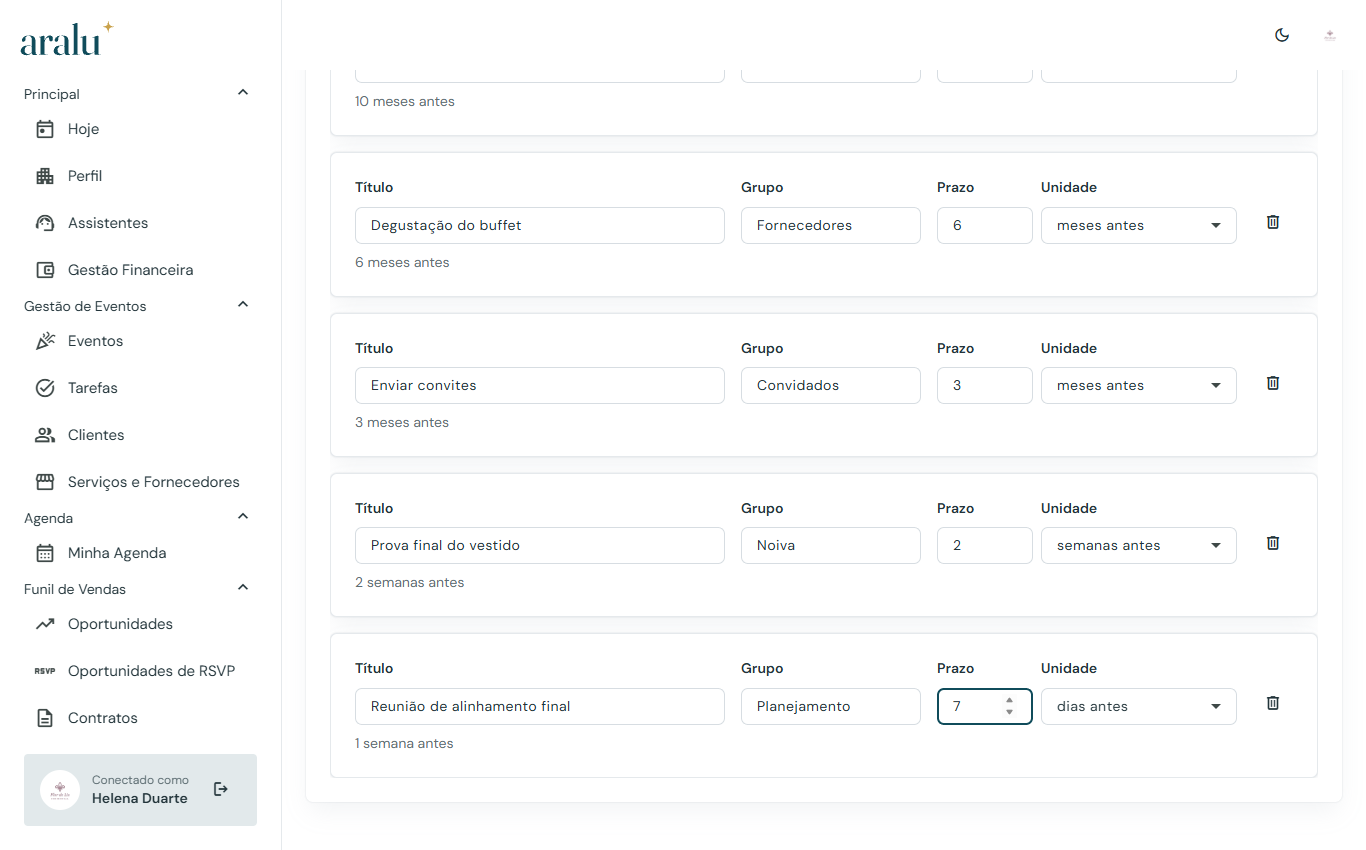 aralu
Principal
Hoje
Perfil
Assistentes
Gestão Financeira
Gestão de Eventos
Eventos
Tarefas
Clientes
Serviços e Fornecedores
Agenda
Minha Agenda
Funil de Vendas
Oportunidades
RSVP Oportunidades de RSVP
Contratos
Conectado como
Helena Duarte
10 meses antes
Título Grupo Prazo Unidade
Degustação do buffet Fornecedores 6 meses antes
6 meses antes
Título Grupo Prazo Unidade
Enviar convites Convidados 3 meses antes
3 meses antes
Título Grupo Prazo Unidade
Prova final do vestido Noiva 2 semanas antes
2 semanas antes
Título Grupo Prazo Unidade
Reunião de alinhamento final Planejamento 7 dias antes
1 semana antes